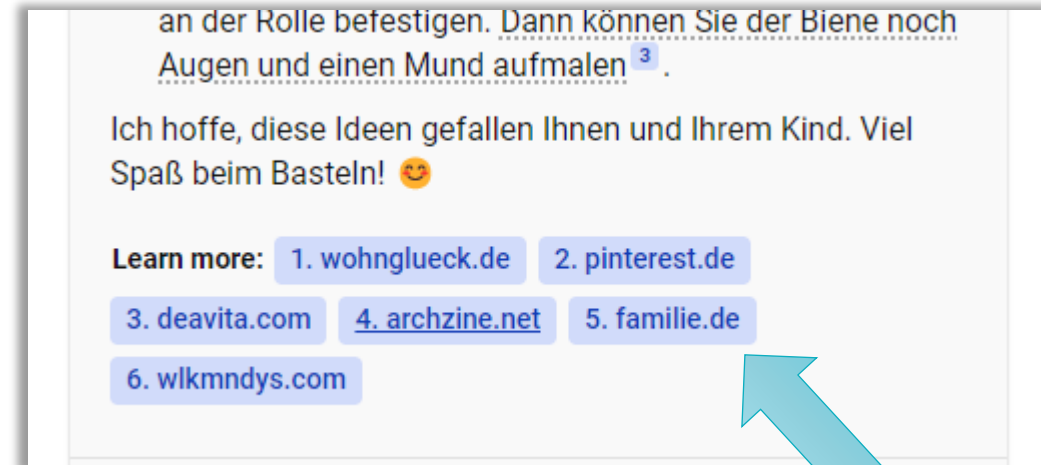 an der Rolle befestigen. Dann können Sie der Biene noch
Augen und einen Mund aufmalen 3 .
Ich hoffe, diese Ideen gefallen Ihnen und Ihrem Kind. Viel
Spaß beim Basteln! 😊
Learn more: 1. wohnglueck.de 2. pinterest.de
3. deavita.com 4. archzine.net 5. familie.de
6. wlkmndys.com